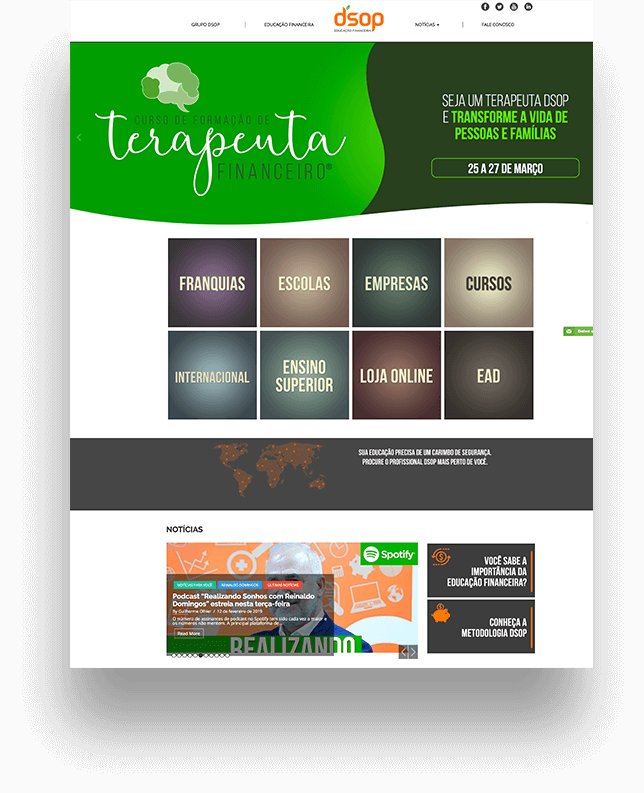 GRUPO DSOP
EDUCAÇÃO FINANCEIRA
dsop
EDUCAÇÃO FINANCEIRA
NOTÍCIAS
FALE CONOSCO
CURSO DE FORMAÇÃO DE
terapeuta
FINANCEIRO®
SEJA UM TERAPEUTA DSOP
E TRANSFORME A VIDA DE
PESSOAS E FAMÍLIAS
25 A 27 DE MARÇO
FRANQUIAS
ESCOLAS
EMPRESAS
CURSOS
INTERNACIONAL
ENSINO
SUPERIOR
LOJA ONLINE
EAD
SUA EDUCAÇÃO PRECISA DE UM CARIMBO DE SEGURANÇA.
PROCURE O PROFISSIONAL DSOP MAIS PERTO DE VOCÊ.
NOTÍCIAS
Spotify
NOTÍCIAS PARA VOCÊ
REINALDO DOMINGOS
ÚLTIMAS NOTÍCIAS
Podcast "Realizando Sonhos com Reinaldo
Domingos" estreia nesta terça-feira
By Guilherme Olhier / 12 de fevereiro de 2019
O número de assinantes de podcast no Spotify tem sido cada vez a maior e
os números não mentem. A principal plataforma de...
Read More
REALIZANDO
VOCÊ SABE A
IMPORTÂNCIA DA
EDUCAÇÃO FINANCEIRA?
CONHEÇA A
METODOLOGIA DSOP